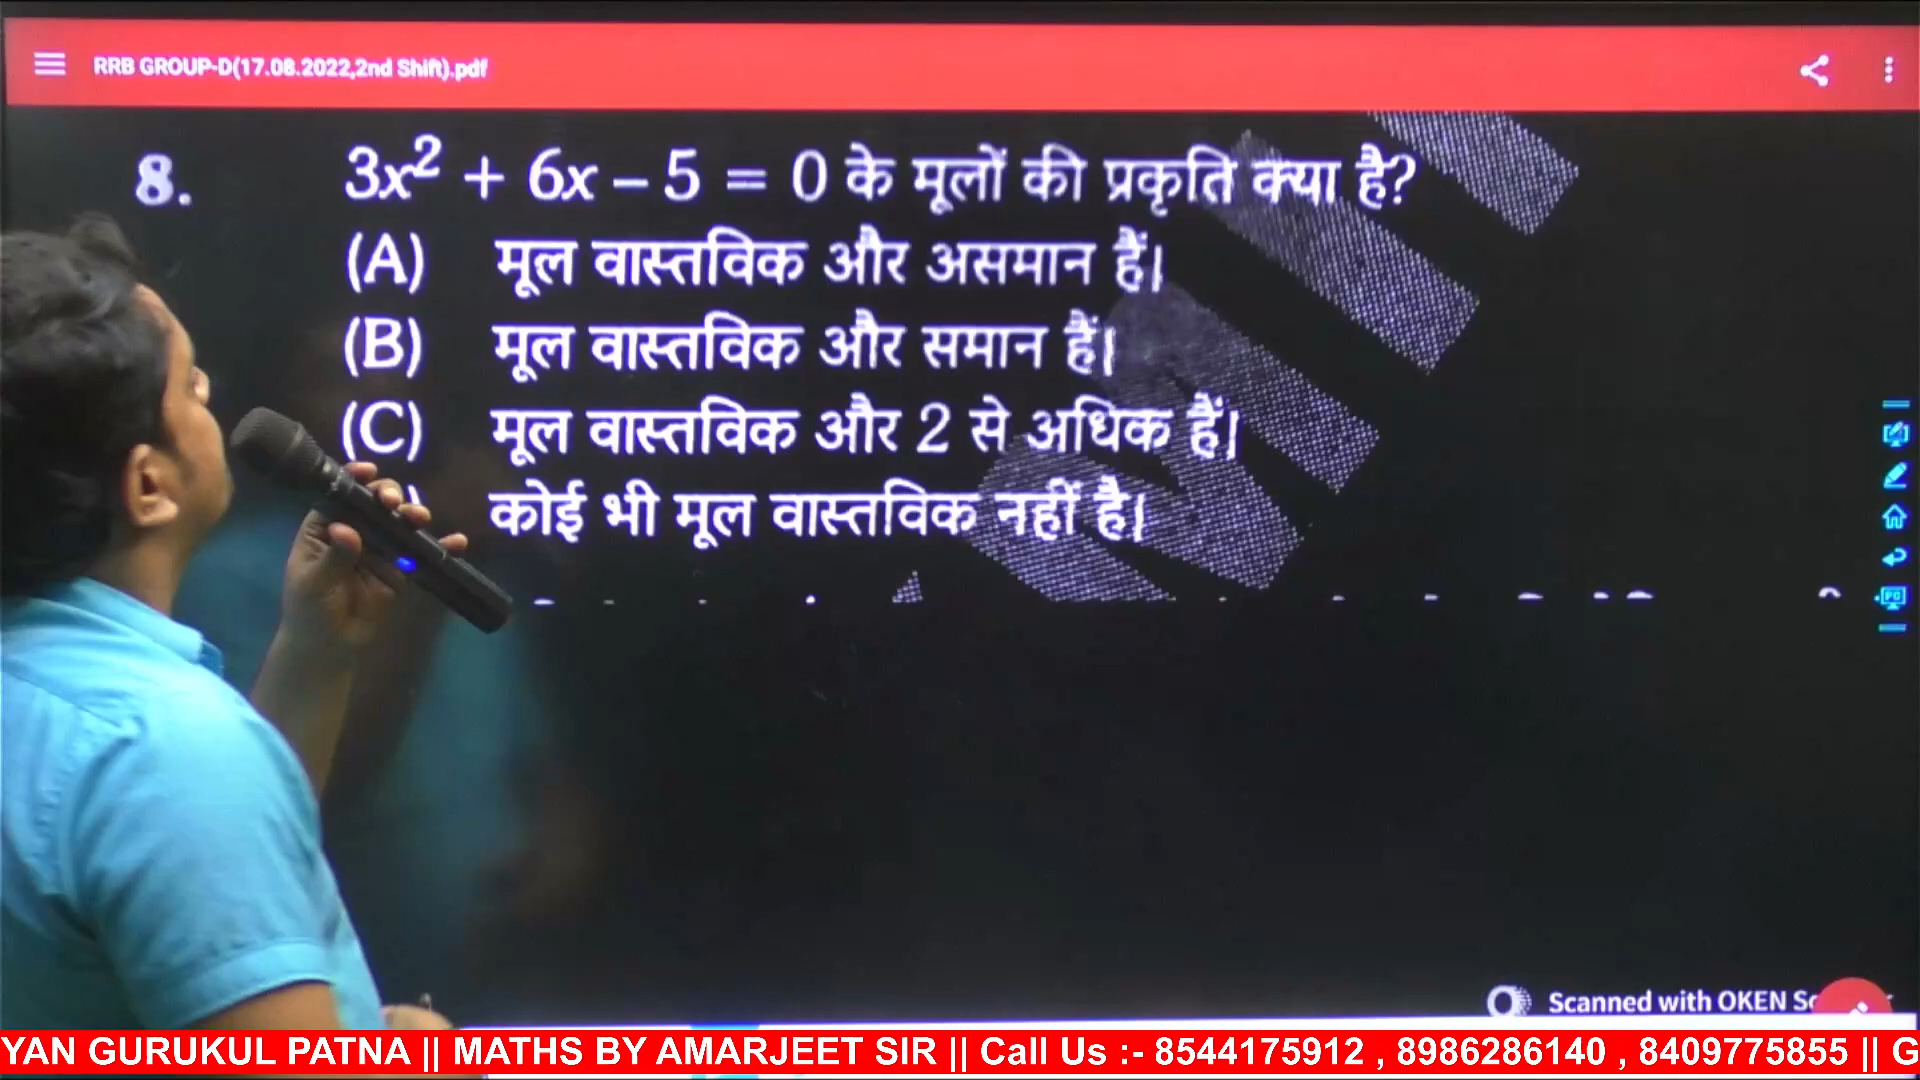 RRB GROUP-D(17.08.2022,2nd Shift).pdf
8. 3x² + 6x – 5 = 0 के मूलों की प्रकृति क्या है?
(A) मूल वास्तविक और असमान हैं।
(B) मूल वास्तविक और समान हैं।
(C) मूल वास्तविक और 2 से अधिक हैं।
) कोई भी मूल वास्तविक नहीं है।
Scanned with OKEN
YAN GURUKUL PATNA || MATHS BY AMARJEET SIR || Call Us :- 8544175912 , 8986286140 , 8409775855 || G